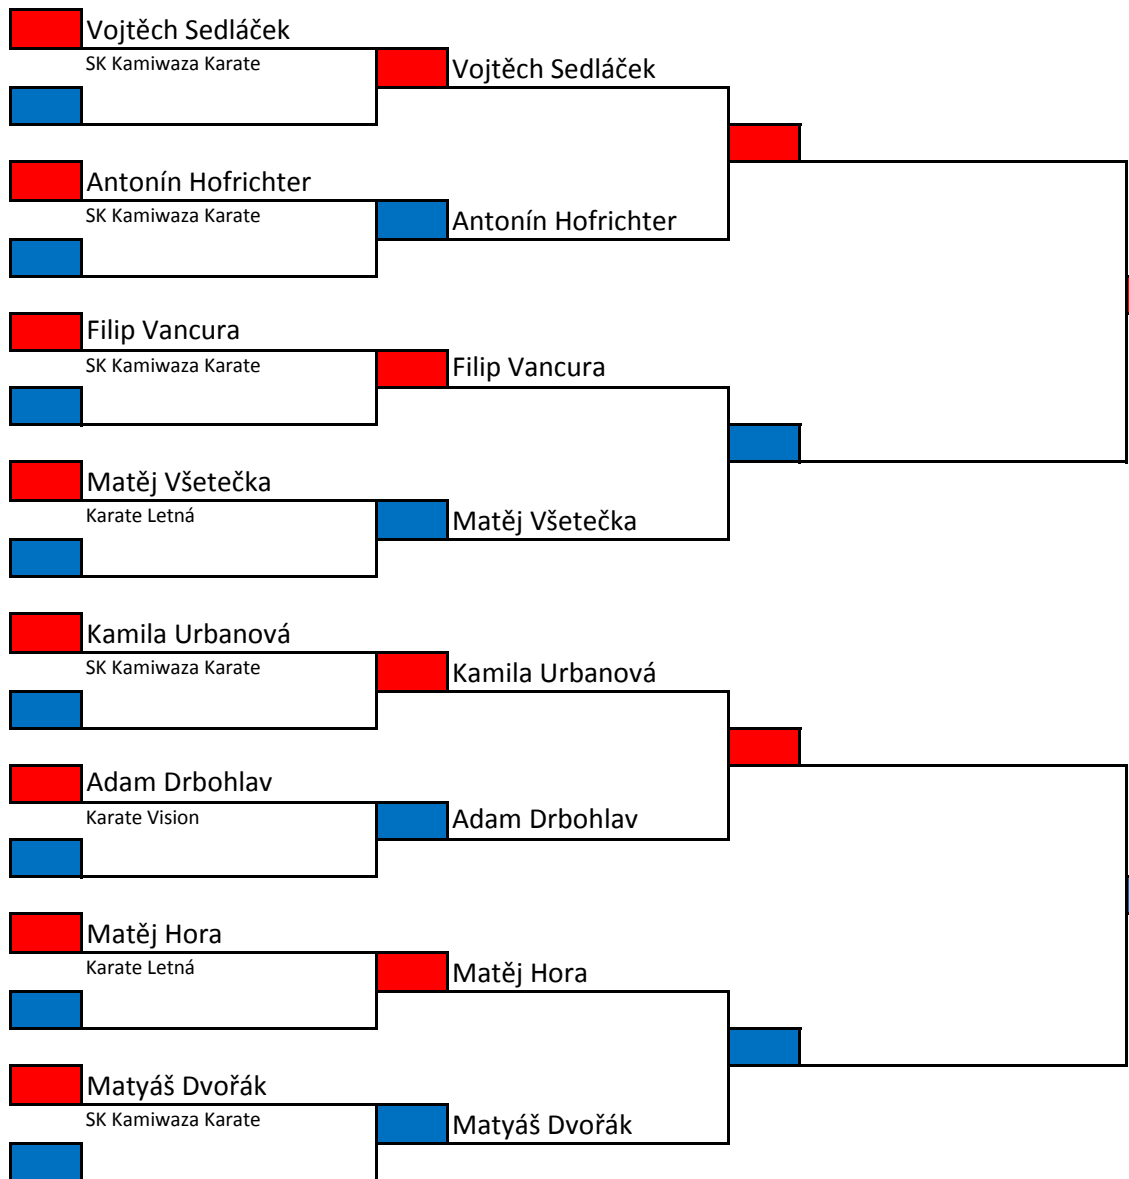 Vojtěch Sedláček
SK Kamiwaza Karate
Vojtěch Sedláček
Antonín Hofrichter
SK Kamiwaza Karate
Antonín Hofrichter
Filip Vancura
SK Kamiwaza Karate
Filip Vancura
Matěj Všetečka
Karate Letná
Matěj Všetečka
Kamila Urbanová
SK Kamiwaza Karate
Kamila Urbanová
Adam Drbohlav
Karate Vision
Adam Drbohlav
Matěj Hora
Karate Letná
Matěj Hora
Matyáš Dvořák
SK Kamiwaza Karate
Matyáš Dvořák